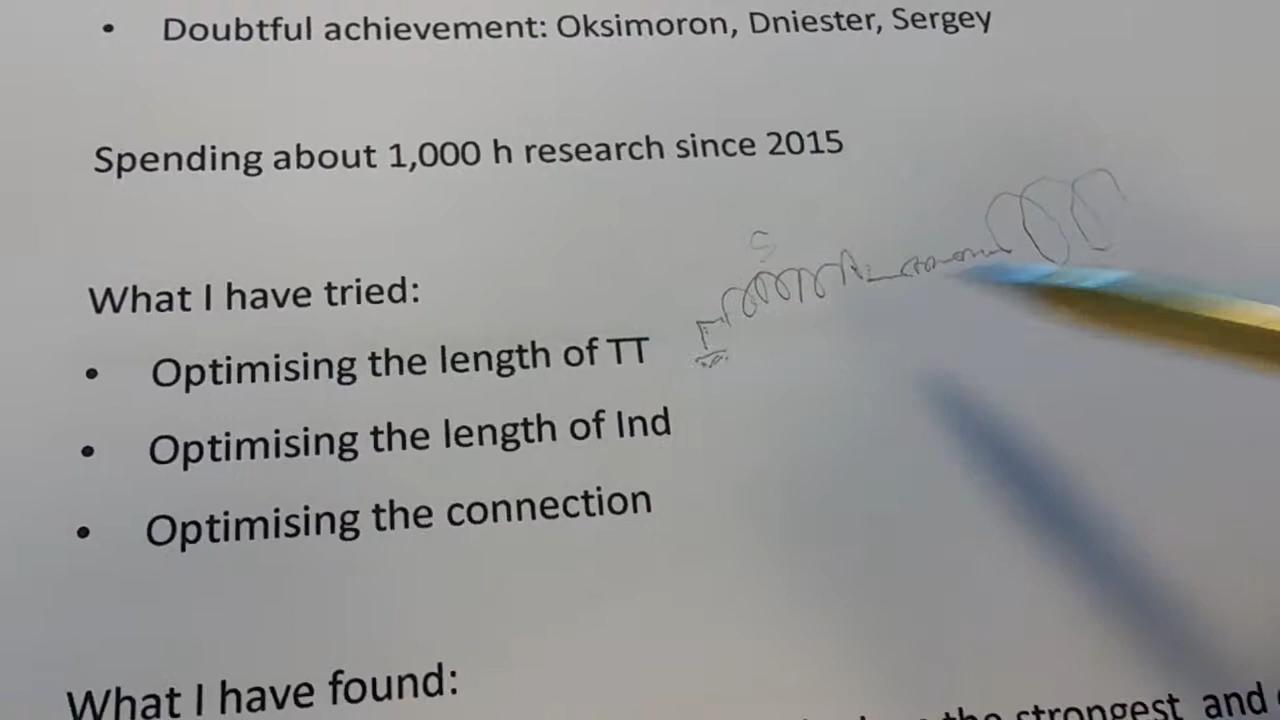 • Doubtful achievement: Oksimoron, Dniester, Sergey
Spending about 1,000 h research since 2015
What I have tried:
• Optimising the length of TT
• Optimising the length of Ind
• Optimising the connection
What I have found:
the strongest and